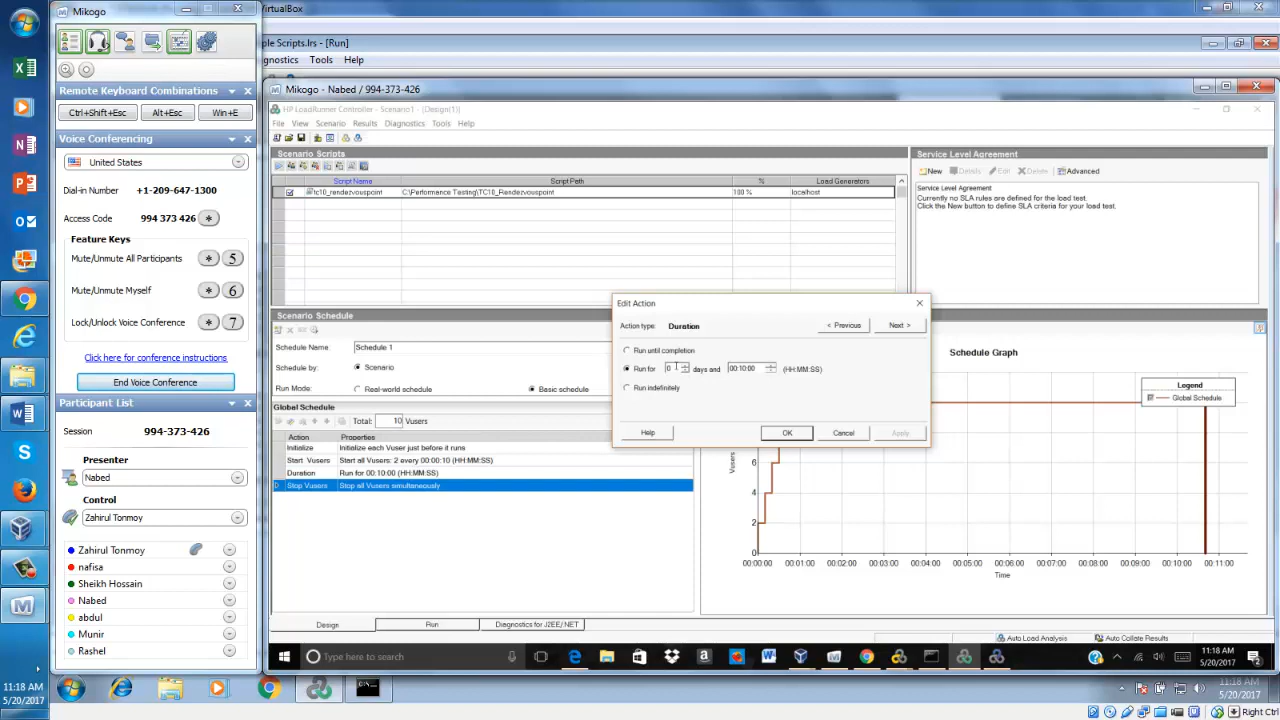 Mikogo
VirtualBox
ple Scripts.lrs - [Run]
gnostics Tools Help
Remote Keyboard Combinations
Ctrl+Shift+Esc Alt+Esc Win+E
Voice Conferencing
United States
Dial-in Number +1-209-647-1300
Access Code 994 373 426 *
Feature Keys
Mute/Unmute All Participants * 5
Mute/Unmute Myself * 6
Lock/Unlock Voice Conference * 7
Click here for conference instructions
End Voice Conference
Participant List
Session 994-373-426
Presenter
Nabed
Control
Zahirul Tonmoy
Zahirul Tonmoy
nafisa
Sheikh Hossain
Nabed
abdul
Munir
Rashel
Mikogo - Nabed / 994-373-426
HP LoadRunner Controller - Scenario1 - [Design(1)]
File View Scenario Results Diagnostics Tools Help
Scenario Scripts
Script Name Script Path % Load Generators
tc10_rendezvouspoint C:\Performance Testing\TC10_Rendezvouspoint 100 % localhost
Service Level Agreement
New Details Edit Delete Advanced
Service Level Agreement
Currently no SLA rules are defined for the load test.
Click the New button to define SLA criteria for your load test.
Scenario Schedule
Schedule Name: Schedule 1
Schedule by: Scenario
Run Mode: Real-world schedule Basic schedule
Global Schedule
Total: 10 Vusers
Action Properties
Initialize Initialize each Vuser just before it runs
Start Vusers Start all Vusers: 2 every 00:00:10 (HH:MM:SS)
Duration Run for 00:10:00 (HH:MM:SS)
Stop Vusers Stop all Vusers simultaneously
Edit Action
Action type: Duration < Previous Next >
Run until completion
Run for 0 days and 00:10:00 (HH:MM:SS)
Run indefinitely
Help OK Cancel Apply
Schedule Graph
Legend
Global Schedule
Vusers
6
4
2
0
00:00:00 00:01:00 00:02:00 00:03:00 00:04:00 00:05:00 00:06:00 00:07:00 00:08:00 00:09:00 00:10:00 00:11:00
Time
Design Run Diagnostics for J2EE/.NET
Auto Load Analysis Auto Collate Results
Type here to search
11:18 AM
5/20/2017
11:18 AM
5/20/2017
11:18 AM
5/20/2017
Right Ctrl